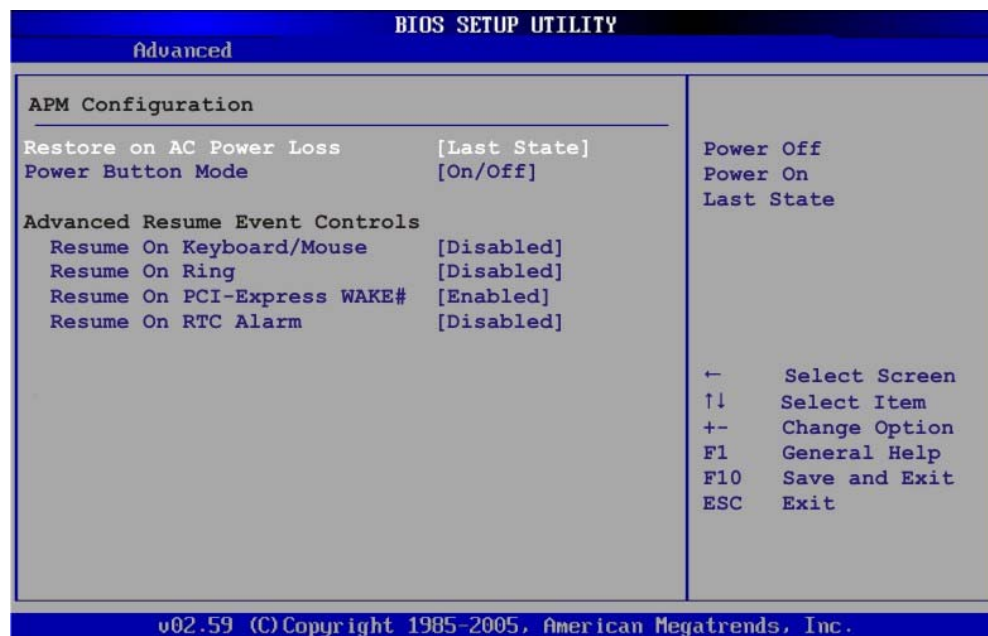 BIOS SETUP UTILITY
Advanced
APM Configuration
Restore on AC Power Loss [Last State]
Power Button Mode [On/Off]
Advanced Resume Event Controls
Resume On Keyboard/Mouse [Disabled]
Resume On Ring [Disabled]
Resume On PCI-Express WAKE# [Enabled]
Resume On RTC Alarm [Disabled]
Power Off
Power On
Last State
← Select Screen
↑↓ Select Item
+- Change Option
F1 General Help
F10 Save and Exit
ESC Exit
v02.59 (C)Copyright 1985-2005, American Megatrends, Inc.